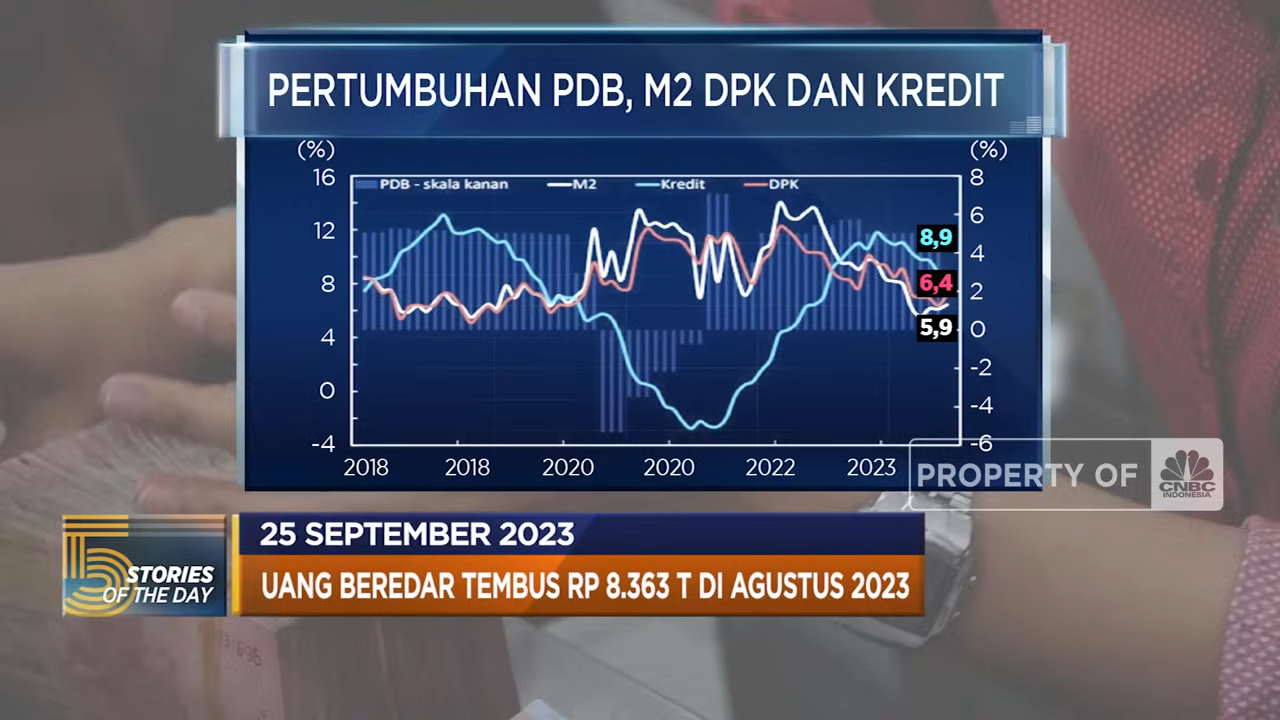 PERTUMBUHAN PDB, M2 DPK DAN KREDIT
(%)
(%)
PDB - skala kanan
M2
Kredit
DPK
16
12
8
4
0
-4
8
6
4
2
0
-2
-4
-6
8,9
6,4
5,9
2018
2018
2020
2020
2022
2023
PROPERTY OF
CNBC
INDONESIA
25 SEPTEMBER 2023
5 STORIES
OF THE DAY
UANG BEREDAR TEMBUS RP 8.363 T DI AGUSTUS 2023